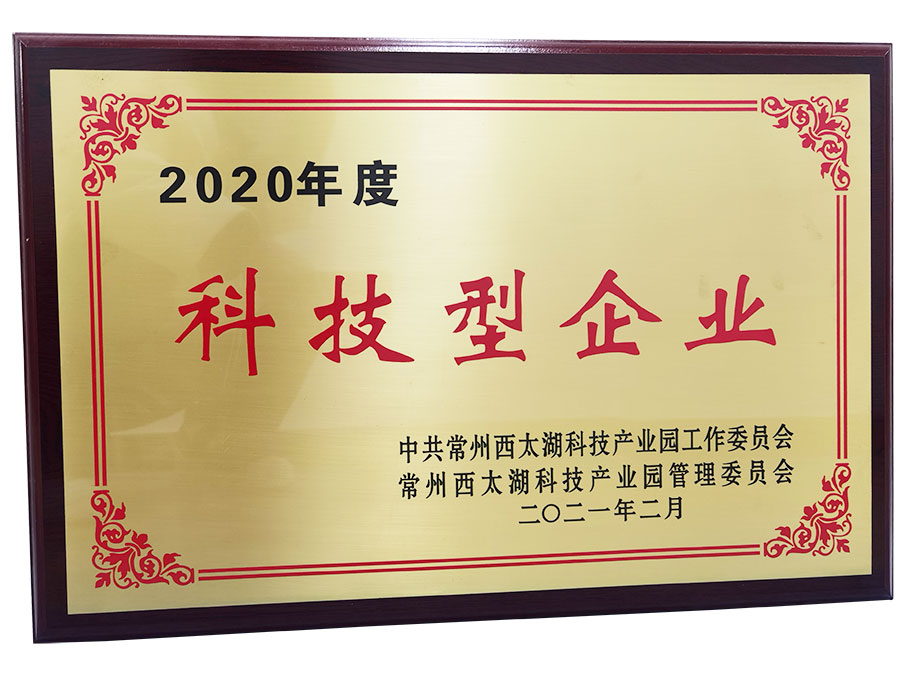 2020年度
科技型企业
中共常州西太湖科技产业园工作委员会
常州西太湖科技产业园管理委员会
二〇二一年二月